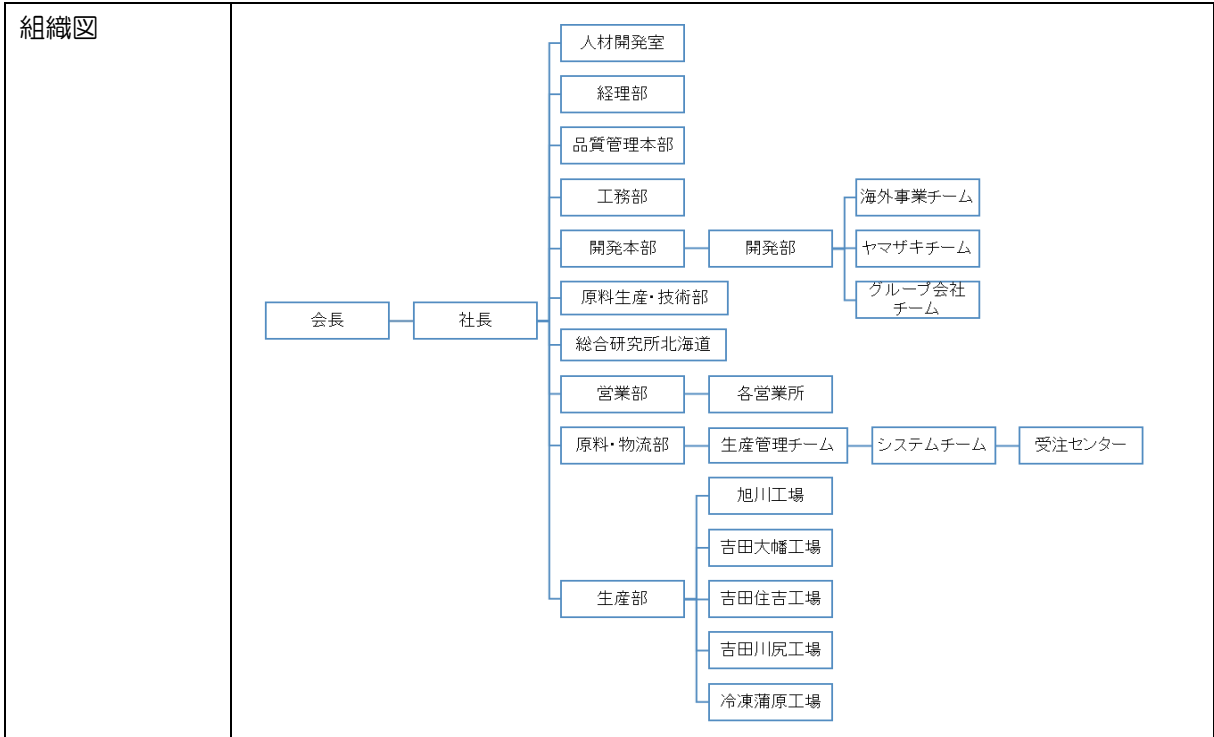 組織図
人材開発室
経理部
品質管理本部
工務部
海外事業チーム
開発本部
開発部
ヤマザキチーム
原料生産・技術部
グループ会社
チーム
会長
社長
総合研究所北海道
営業部
各営業所
原料・物流部
生産管理チーム
システムチーム
受注センター
旭川工場
吉田大幡工場
生産部
吉田住吉工場
吉田川尻工場
冷凍蒲原工場